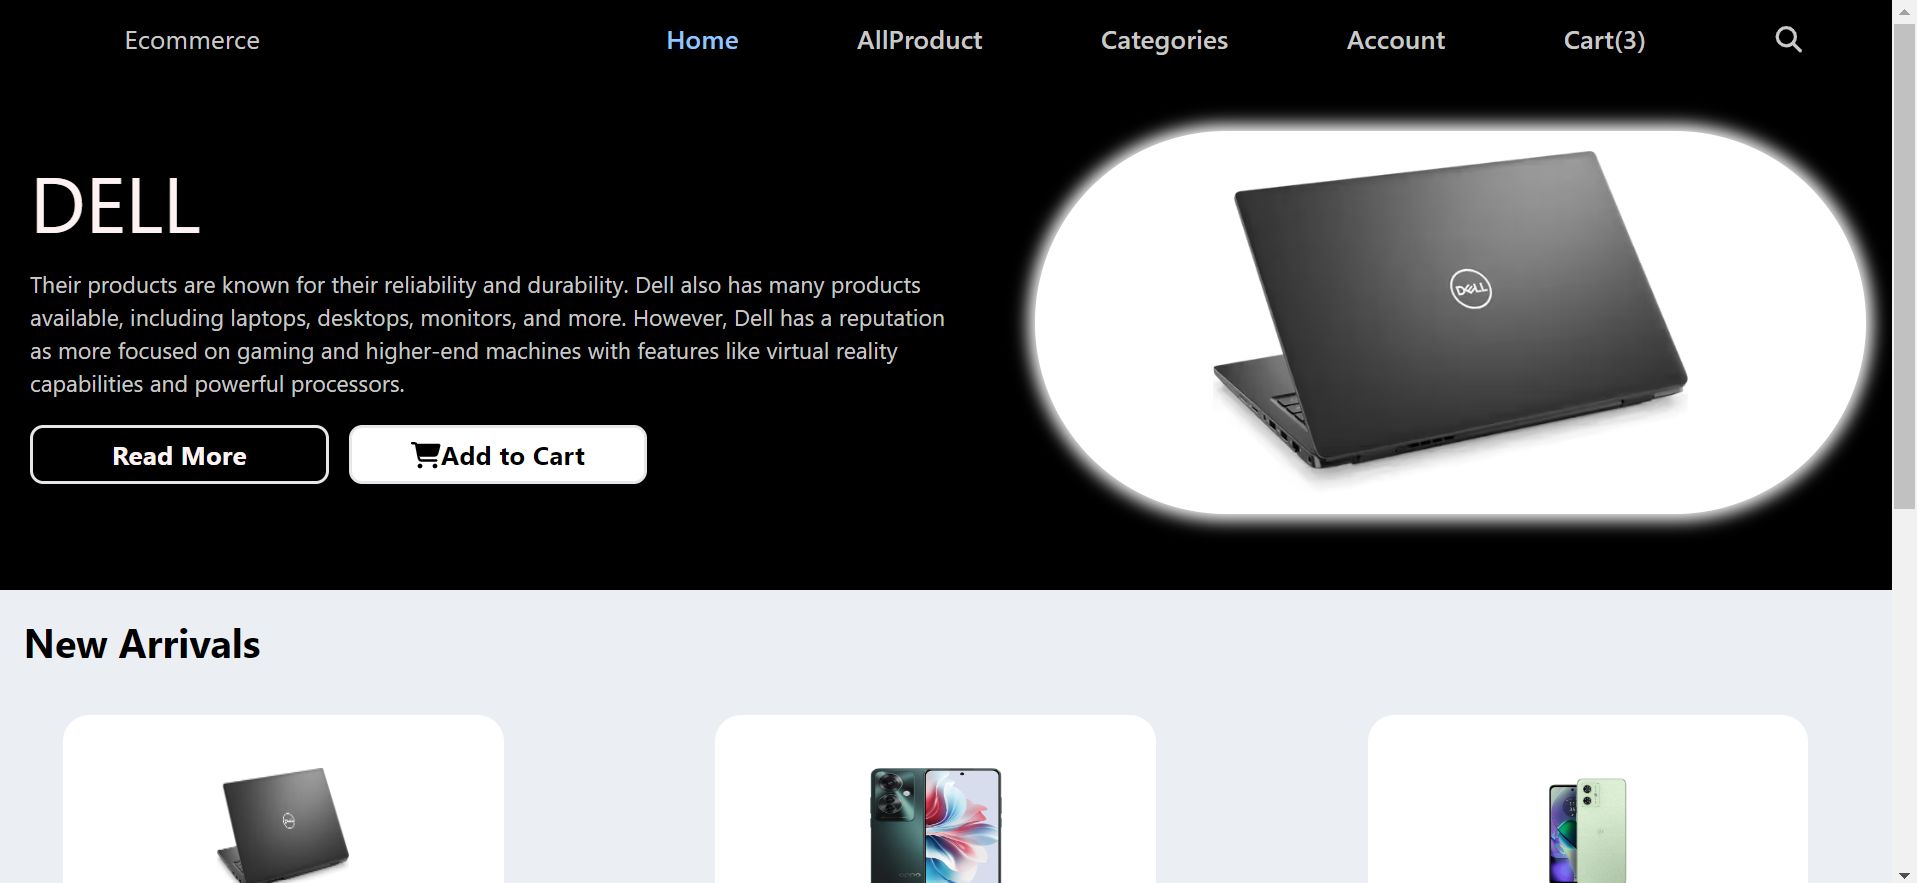 Ecommerce Home AllProduct Categories Account Cart(3)
DELL
Their products are known for their reliability and durability. Dell also has many products
available, including laptops, desktops, monitors, and more. However, Dell has a reputation
as more focused on gaming and higher-end machines with features like virtual reality
capabilities and powerful processors.
Read More Add to Cart
DELL
New Arrivals
DELL
oppo